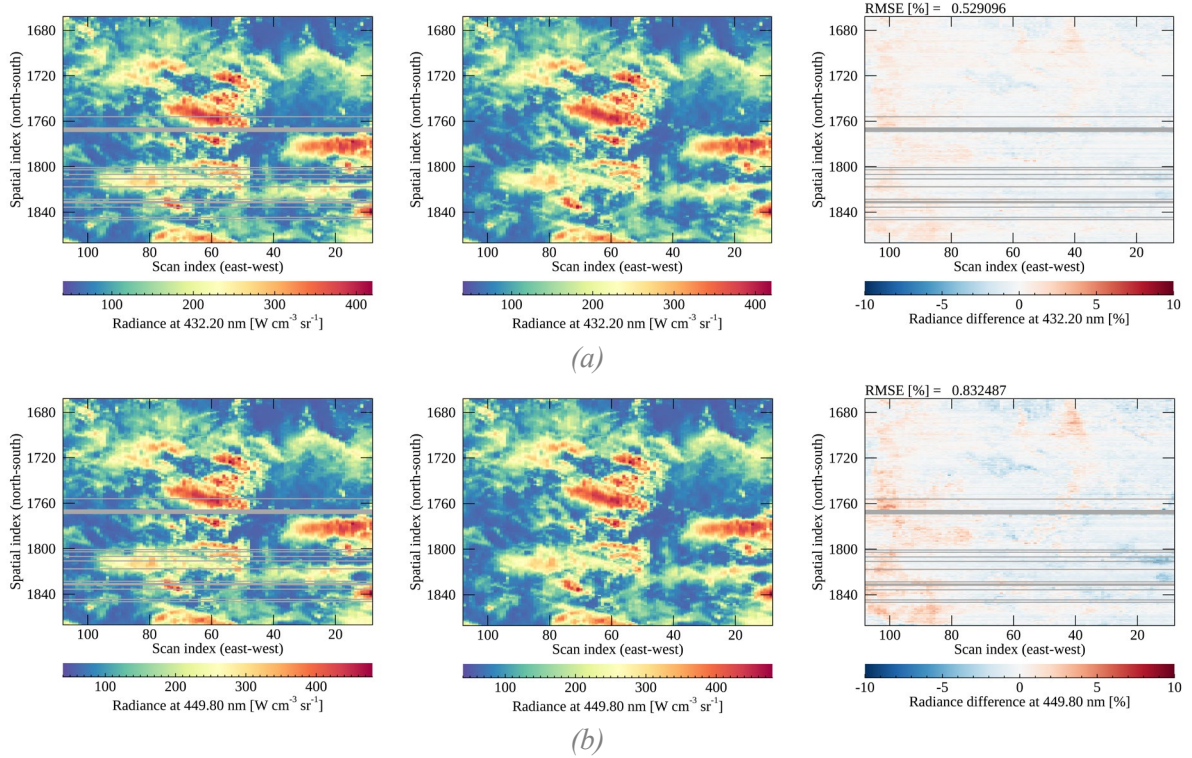 RMSE [%] = 0.529096
Spatial index (north-south)
1680
1720
1760
1800
1840
100 80 60 40 20
Scan index (east-west)
100 200 300 400
Radiance at 432.20 nm [W cm⁻³ sr⁻¹]
Spatial index (north-south)
1680
1720
1760
1800
1840
100 80 60 40 20
Scan index (east-west)
100 200 300 400
Radiance at 432.20 nm [W cm⁻³ sr⁻¹]
Spatial index (north-south)
1680
1720
1760
1800
1840
100 80 60 40 20
Scan index (east-west)
-10 -5 0 5 10
Radiance difference at 432.20 nm [%]
(a)
RMSE [%] = 0.832487
Spatial index (north-south)
1680
1720
1760
1800
1840
100 80 60 40 20
Scan index (east-west)
100 200 300 400
Radiance at 449.80 nm [W cm⁻³ sr⁻¹]
Spatial index (north-south)
1680
1720
1760
1800
1840
100 80 60 40 20
Scan index (east-west)
100 200 300 400
Radiance at 449.80 nm [W cm⁻³ sr⁻¹]
Spatial index (north-south)
1680
1720
1760
1800
1840
100 80 60 40 20
Scan index (east-west)
-10 -5 0 5 10
Radiance difference at 449.80 nm [%]
(b)